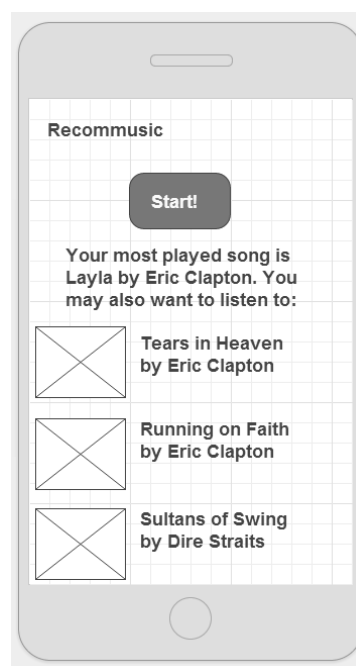 Recommusic
Start!
Your most played song is
Layla by Eric Clapton. You
may also want to listen to:
Tears in Heaven
by Eric Clapton
Running on Faith
by Eric Clapton
Sultans of Swing
by Dire Straits